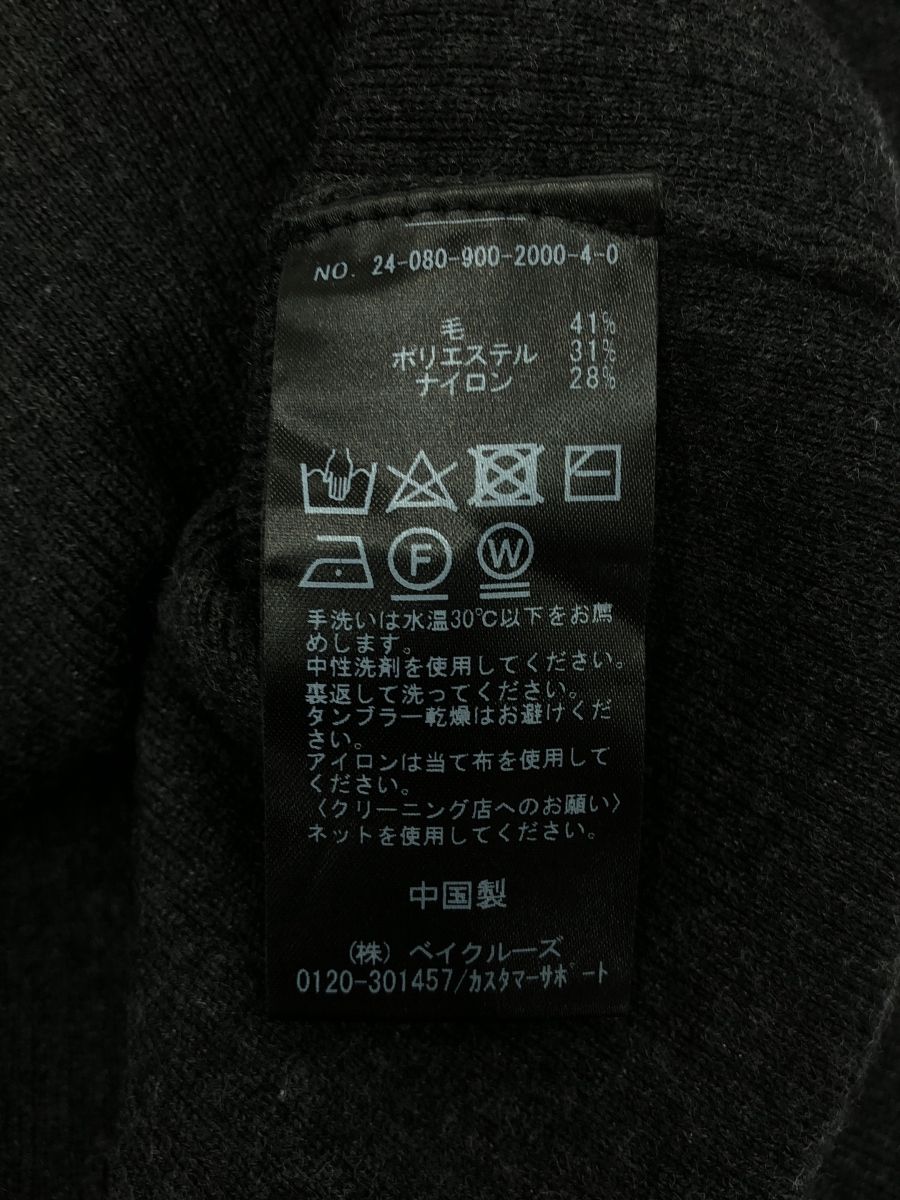 NO. 24-080-900-2000-4-0
毛 41%
ポリエステル 31%
ナイロン 28%
F W
手洗いは水温30℃以下をお薦
めします。
中性洗剤を使用してください。
裏返して洗ってください。
タンブラー乾燥はお避けくだ
さい。
アイロンは当て布を使用して
ください。
〈クリーニング店へのお願い〉
ネットを使用してください。
中国製
(株) ベイクルーズ
0120-301457/カスタマーサポート